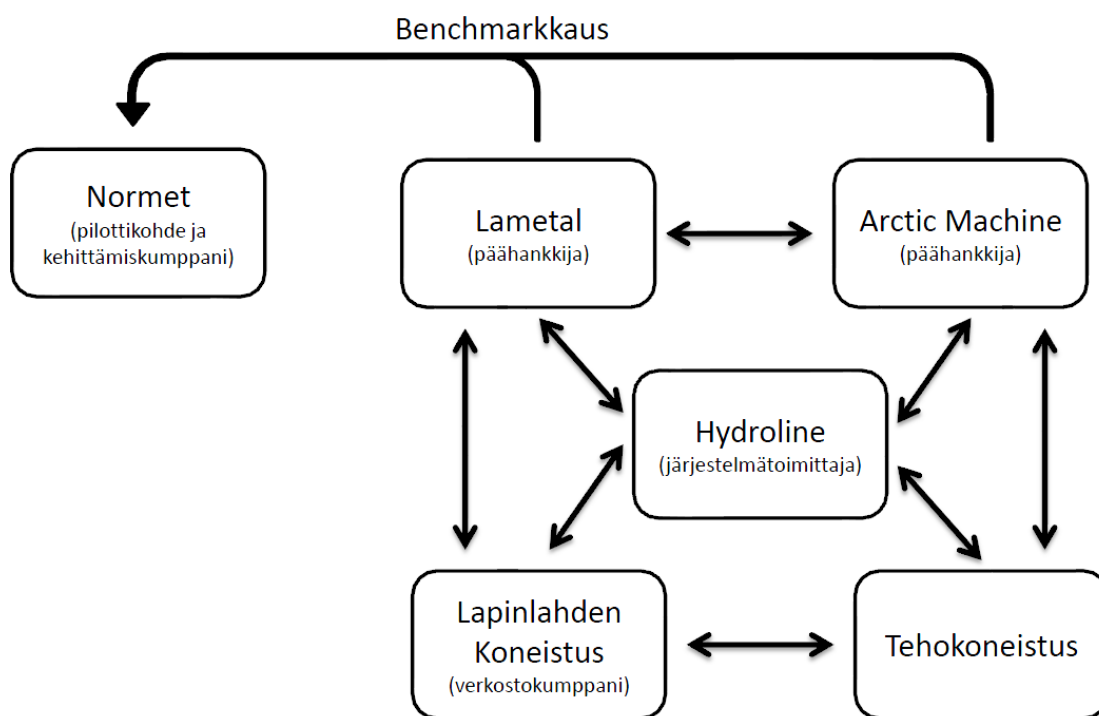 Benchmarkkaus
Normet
(pilottikohde ja
kehittämiskumppani)
Lametal
(päähankkija)
Arctic Machine
(päähankkija)
Hydroline
(järjestelmätoimittaja)
Lapinlahden
Koneistus
(verkostokumppani)
Tehokoneistus